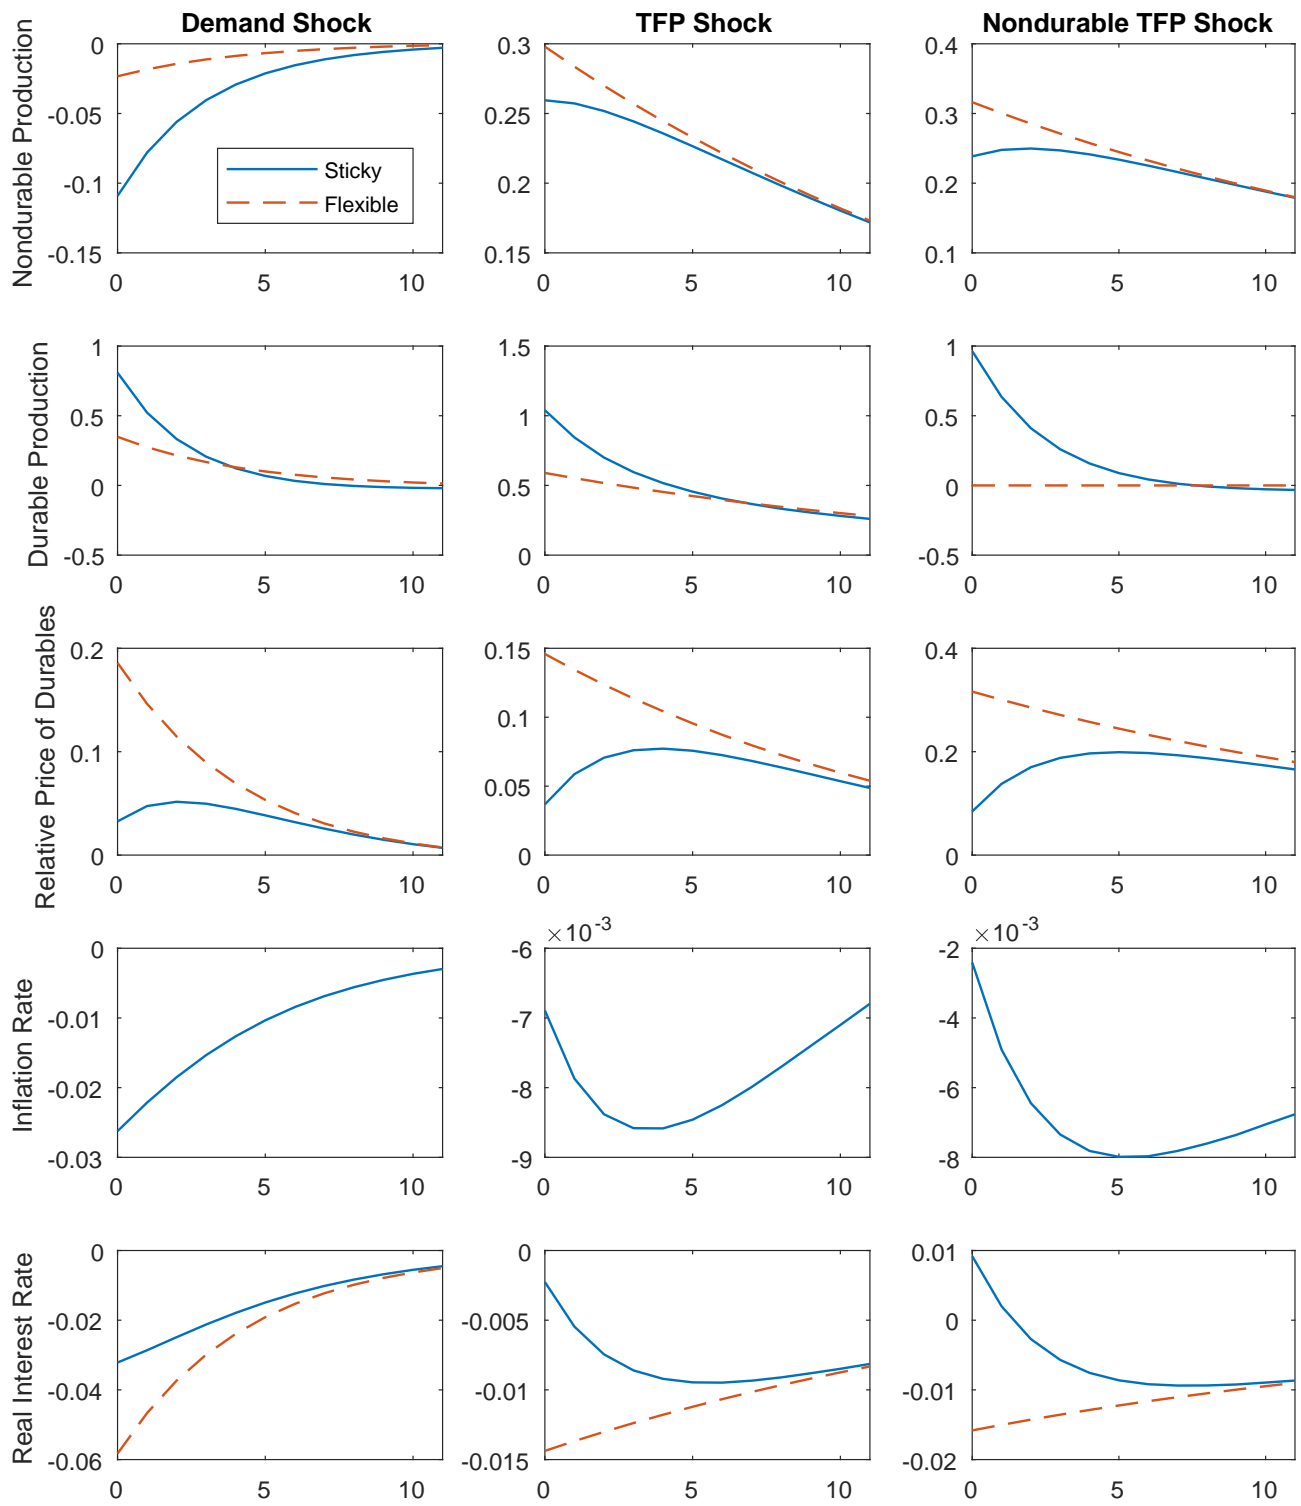 Demand Shock
TFP Shock
Nondurable TFP Shock
Nondurable Production
0
-0.05
-0.1
-0.15
0 5 10
Sticky
Flexible
0.3
0.25
0.2
0.15
0 5 10
0.4
0.3
0.2
0.1
0 5 10
Durable Production
1
0.5
0
-0.5
0 5 10
1.5
1
0.5
0
0 5 10
1
0.5
0
-0.5
0 5 10
Relative Price of Durables
0.2
0.1
0
0 5 10
0.15
0.1
0.05
0
0 5 10
0.4
0.2
0
0 5 10
Inflation Rate
0
-0.01
-0.02
-0.03
0 5 10
×10-3
-6
-7
-8
-9
0 5 10
×10-3
-2
-4
-6
-8
0 5 10
Real Interest Rate
0
-0.02
-0.04
-0.06
0 5 10
0
-0.005
-0.01
-0.015
0 5 10
0.01
0
-0.01
-0.02
0 5 10